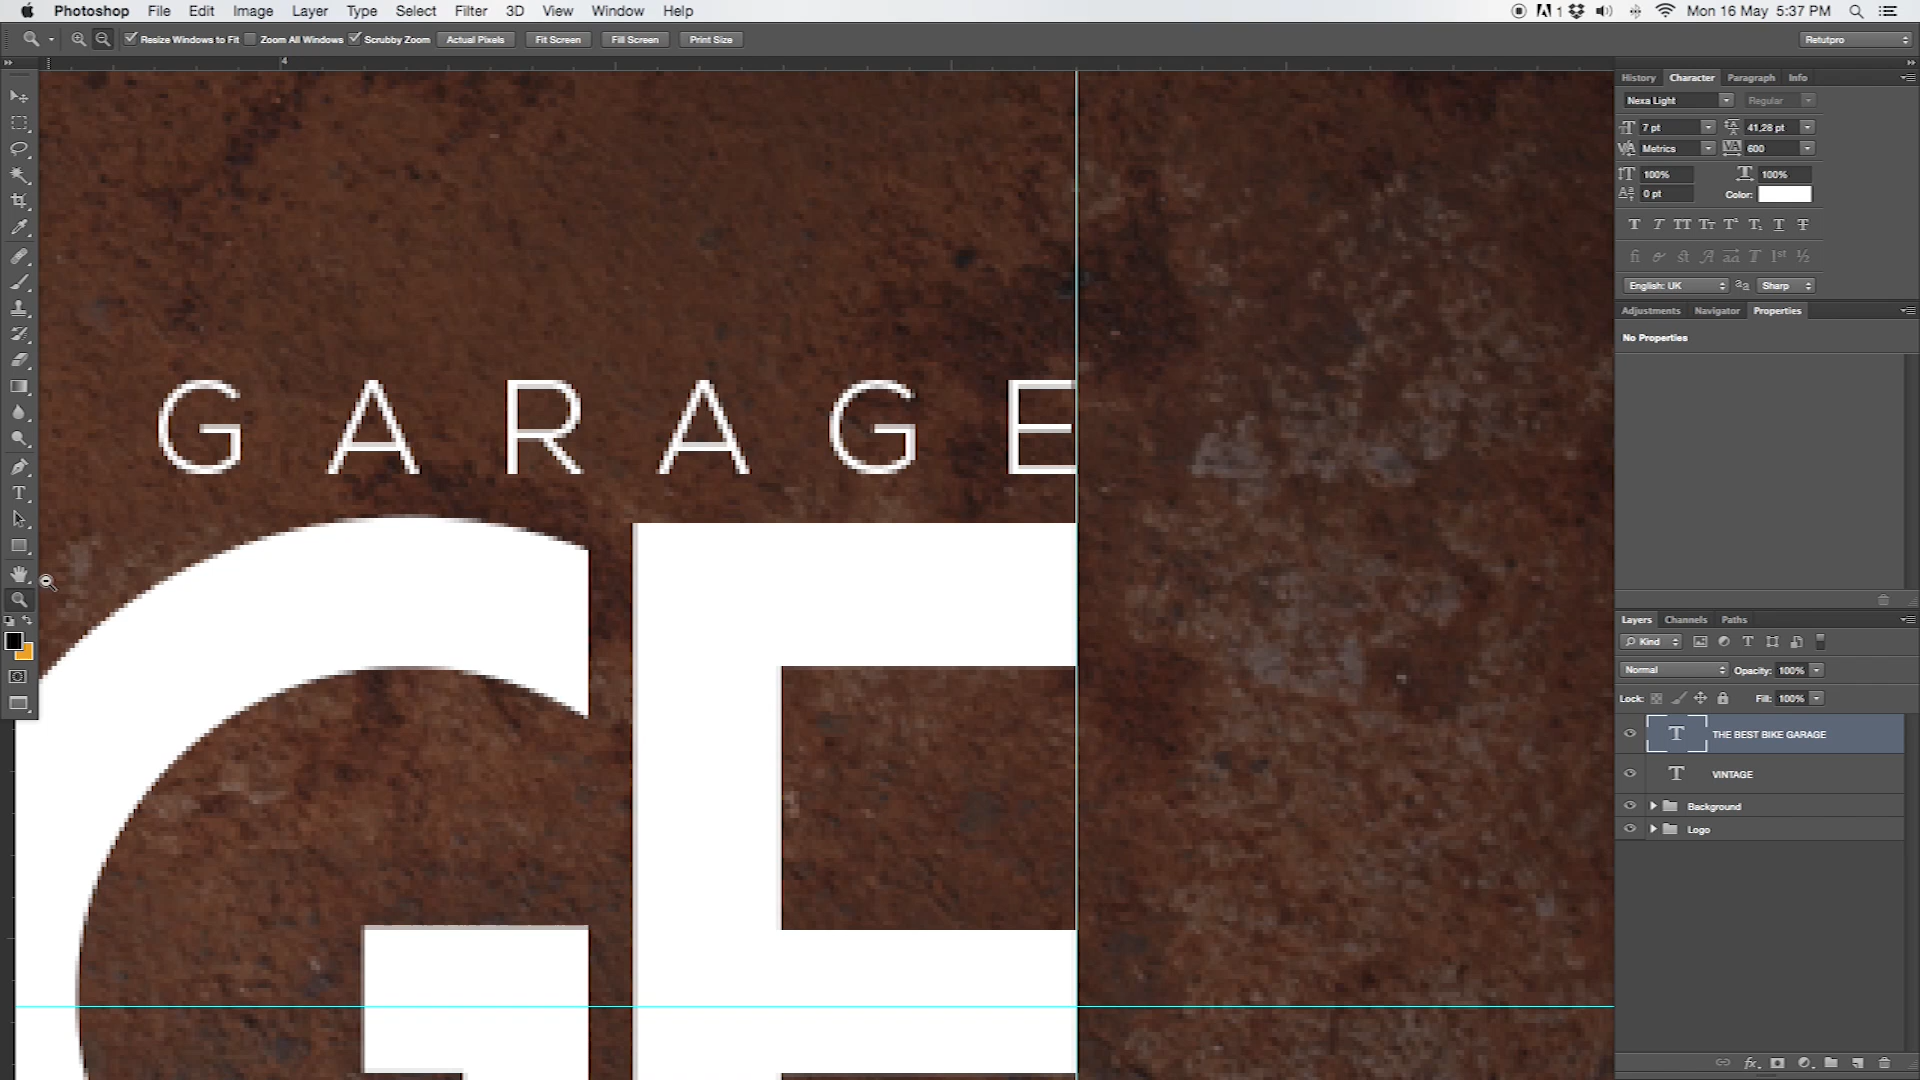 Photoshop File Edit Image Layer Type Select Filter 3D View Window Help 1 Mon 16 May 5:37 PM
Resize Windows to Fit Zoom All Windows Scrubby Zoom Actual Pixels Fit Screen Fill Screen Print Size Retutpro
4
History Character Paragraph Info
Nexa Light Regular
7 pt 41,28 pt
Metrics 600
100% 100%
0 pt Color:
English: UK Sharp
Adjustments Navigator Properties
No Properties
GARAGE
GE
Layers Channels Paths
Kind
Normal Opacity: 100%
Lock: Fill: 100%
THE BEST BIKE GARAGE
VINTAGE
Background
Logo